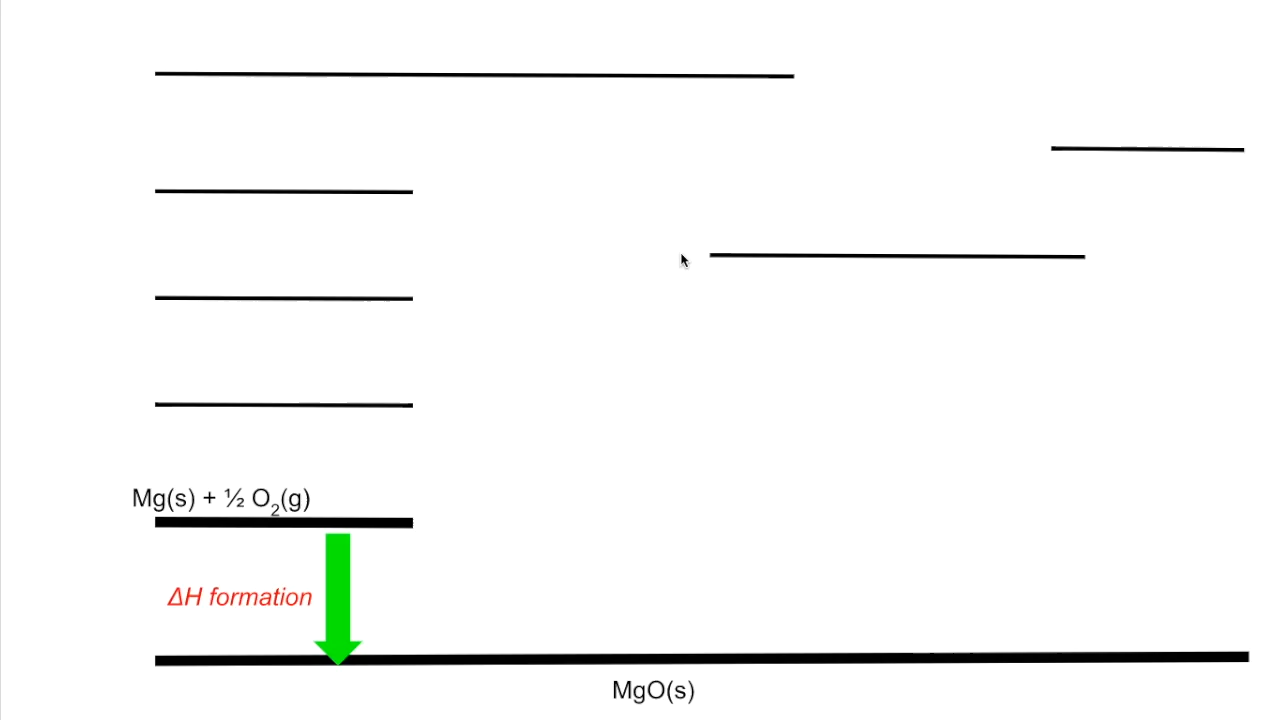 Mg(s) + ½ O₂(g)
ΔH formation
MgO(s)